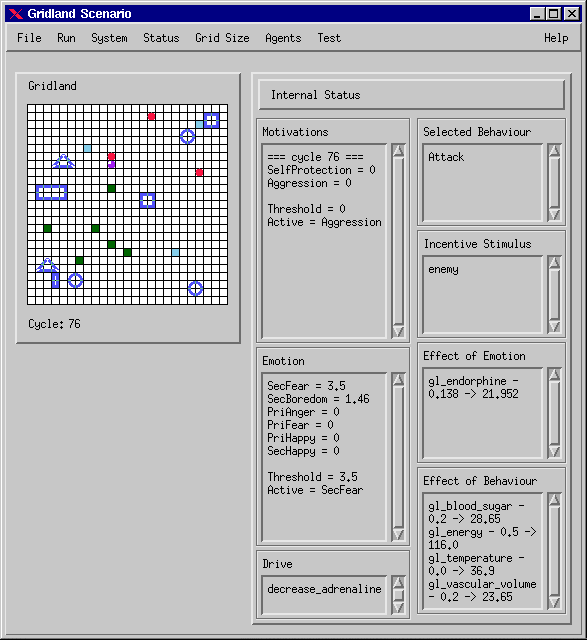 Gridland Scenario
File Run System Status Grid Size Agents Test Help
Gridland
Cycle: 76
Internal Status
Motivations
=== cycle 76 ===
SelfProtection = 0
Aggression = 0
Threshold = 0
Active = Aggression
Emotion
SecFear = 3.5
SecBoredom = 1.46
PriAnger = 0
PriFear = 0
PriHappy = 0
SecHappy = 0
Threshold = 3.5
Active = SecFear
Drive
decrease_adrenaline
Selected Behaviour
Attack
Incentive Stimulus
enemy
Effect of Emotion
gl_endorphine -
0.138 -> 21.952
Effect of Behaviour
gl_blood_sugar -
0.2 -> 28.65
gl_energy - 0.5 ->
116.0
gl_temperature -
0.0 -> 36.9
gl_vascular_volume
- 0.2 -> 23.65